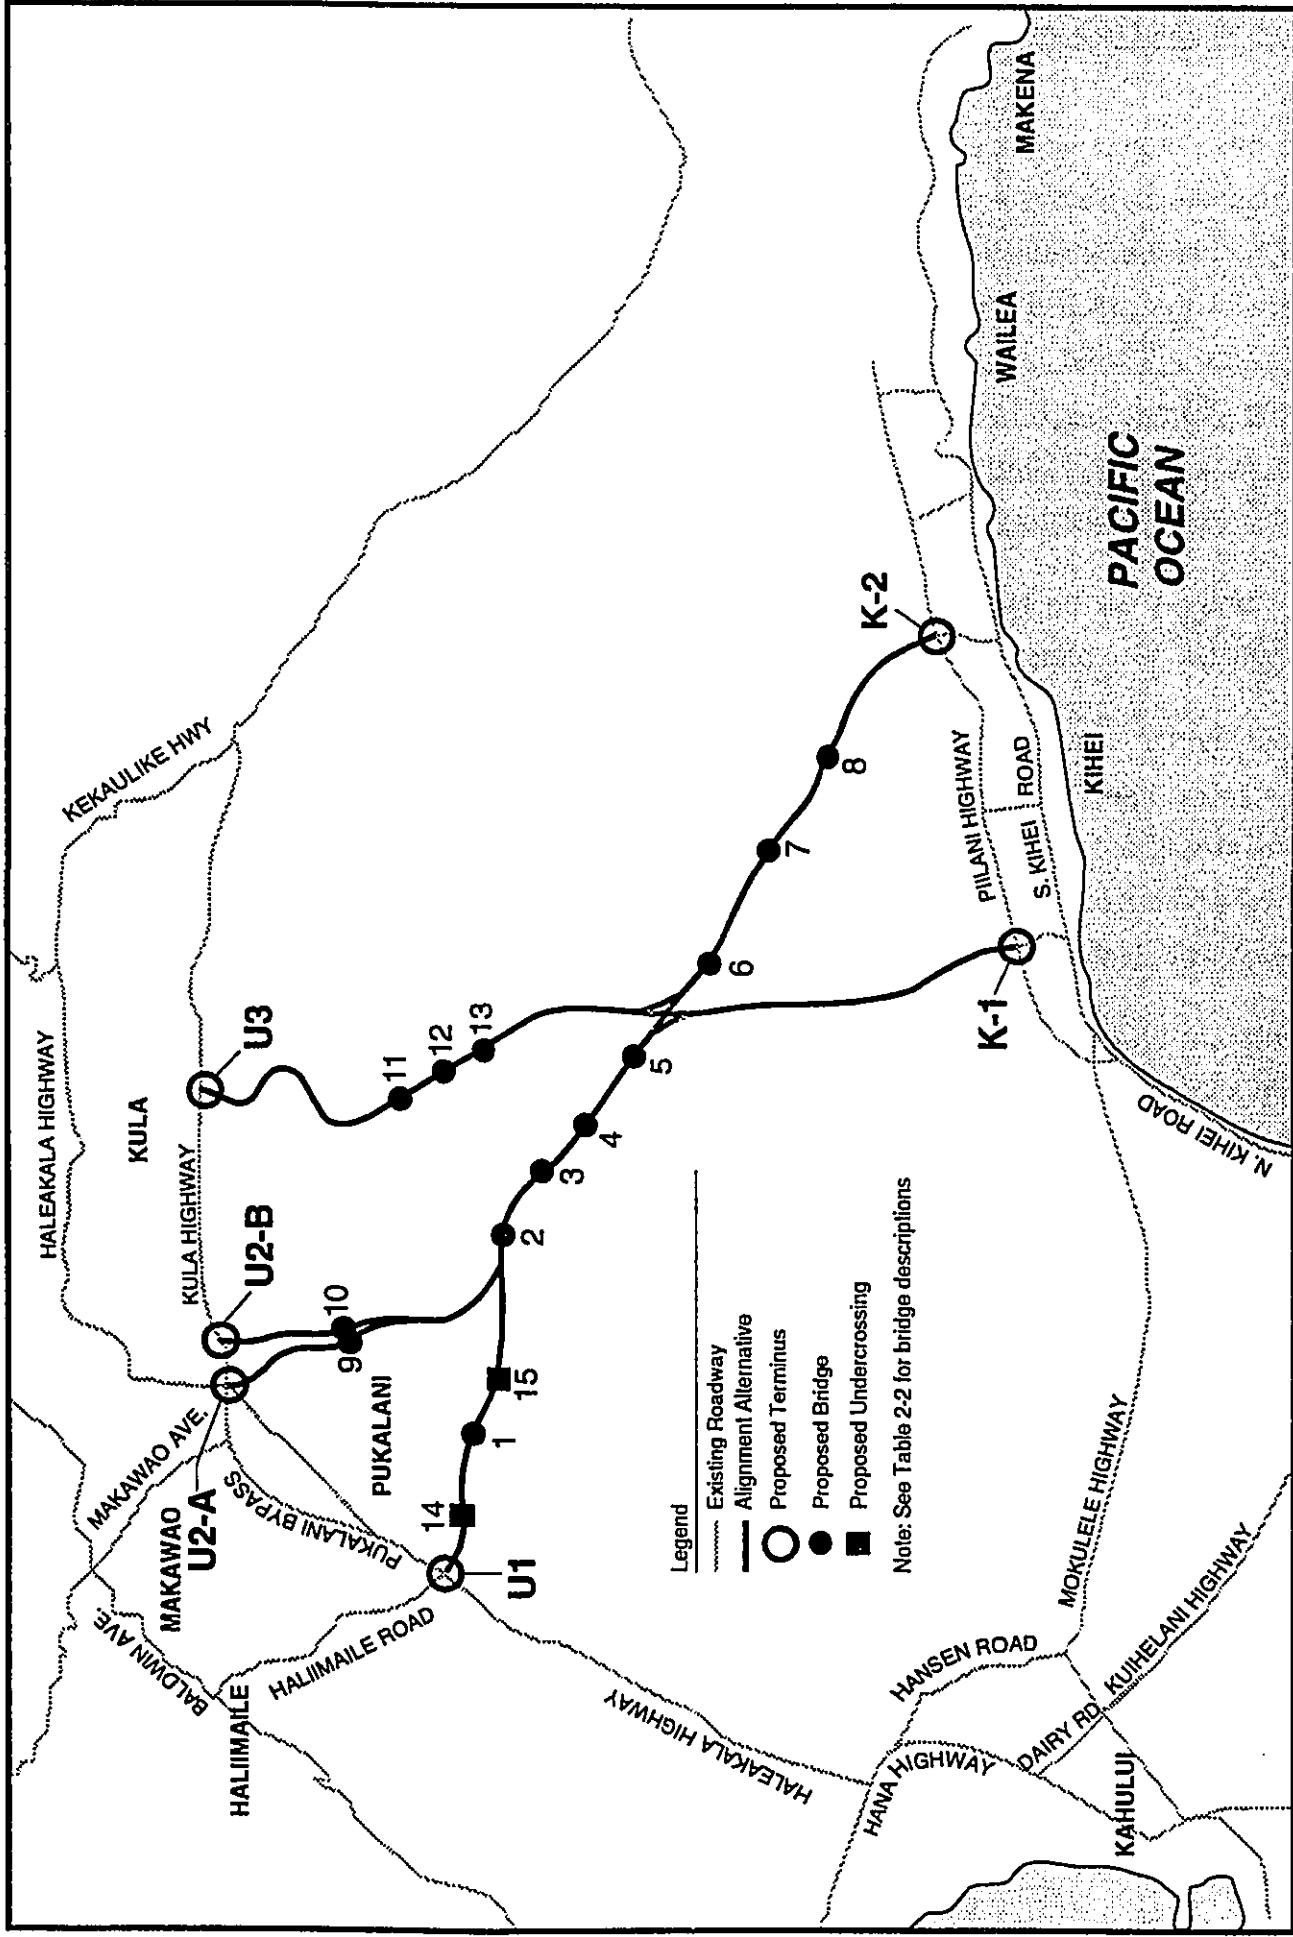 MAKAWAO AVE.
MAKAWAO
U2-A
BALDWIN AVE.
HALIIMAILE
HALIIMAILE ROAD
PUKALANI BYPASS
PUKALANI
U1
HALEAKALA HIGHWAY
KULA HIGHWAY
KULA
U2-B
U3
KEKAULIKE HWY
14
1
15
9
10
2
3
4
5
6
7
8
11
12
13
K-1
K-2
PIILANI HIGHWAY
S. KIHEI ROAD
KIHEI
WAILEA
MAKENA
PACIFIC
OCEAN
N. KIHEI ROAD
MOKULELE HIGHWAY
KUIHELANI HIGHWAY
HANSEN ROAD
DAIRY RD.
HANA HIGHWAY
HALEAKALA HIGHWAY
KAHULUI
Legend
Existing Roadway
Alignment Alternative
Proposed Terminus
Proposed Bridge
Proposed Undercrossing
Note: See Table 2-2 for bridge descriptions